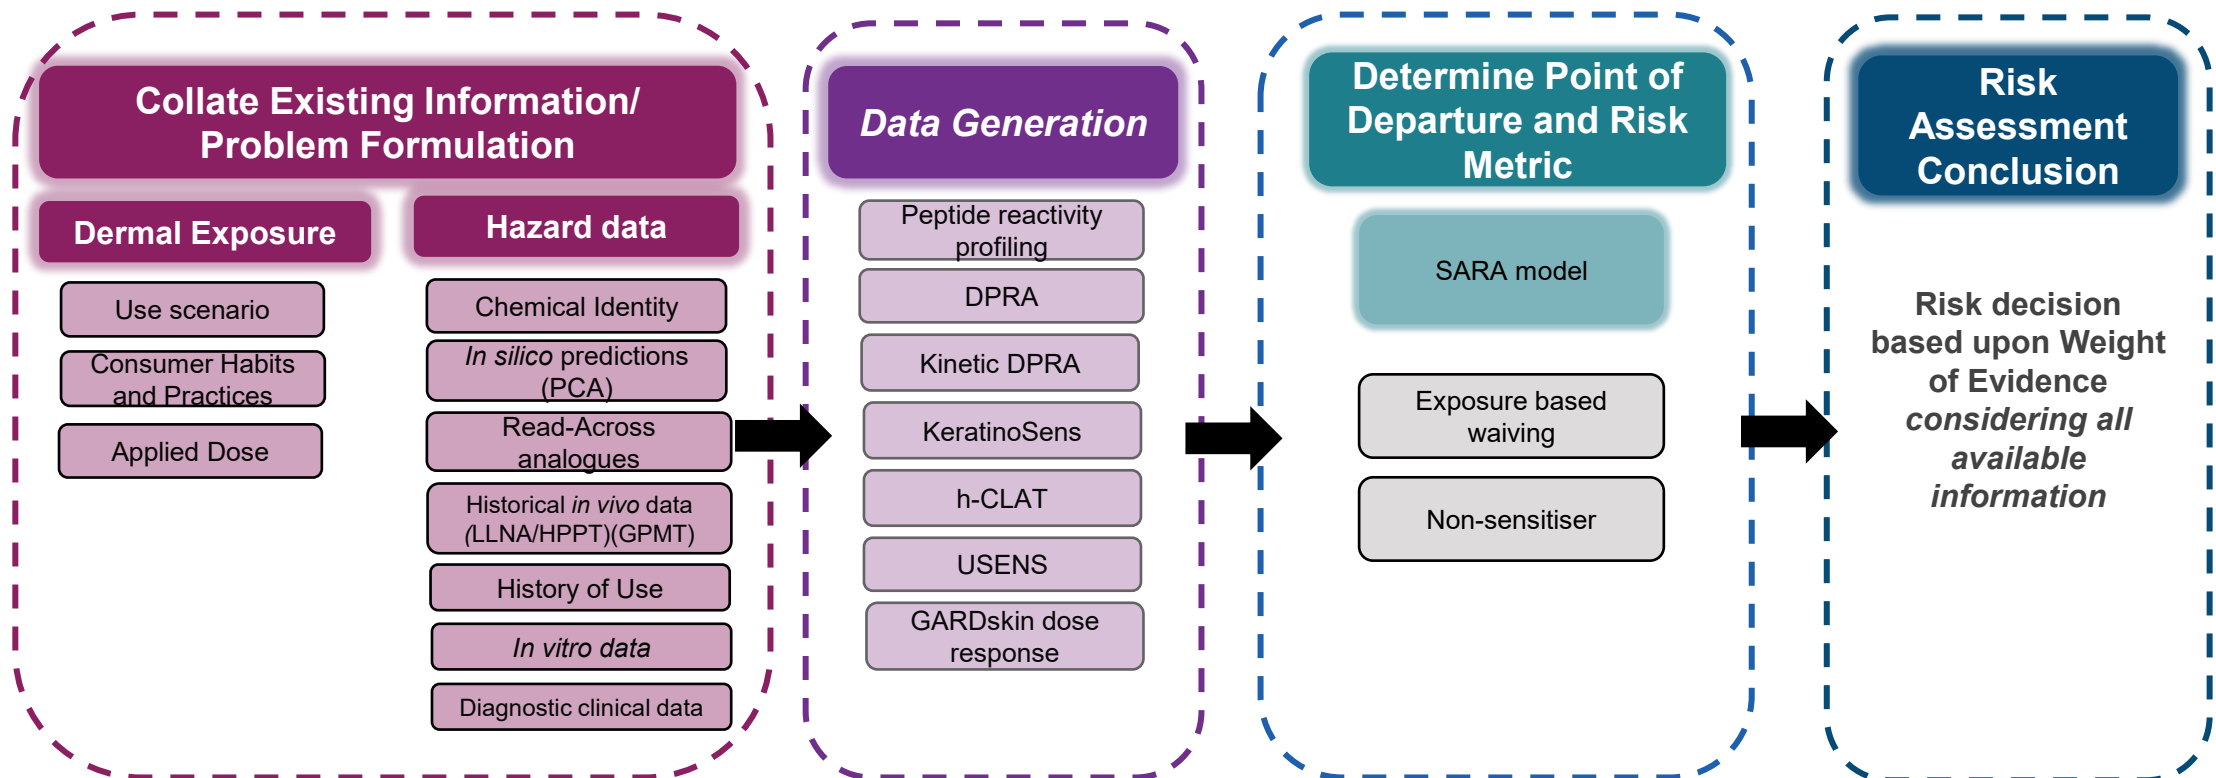 Collate Existing Information/
Problem Formulation
Dermal Exposure
Use scenario
Consumer Habits
and Practices
Applied Dose
Hazard data
Chemical Identity
In silico predictions
(PCA)
Read-Across
analogues
Historical in vivo data
(LLNA/HPPT)(GPMT)
History of Use
In vitro data
Diagnostic clinical data
Data Generation
Peptide reactivity
profiling
DPRA
Kinetic DPRA
KeratinoSens
h-CLAT
USENS
GARDskin dose
response
Determine Point of
Departure and Risk
Metric
SARA model
Exposure based
waiving
Non-sensitiser
Risk
Assessment
Conclusion
Risk decision
based upon Weight
of Evidence
considering all
available
information